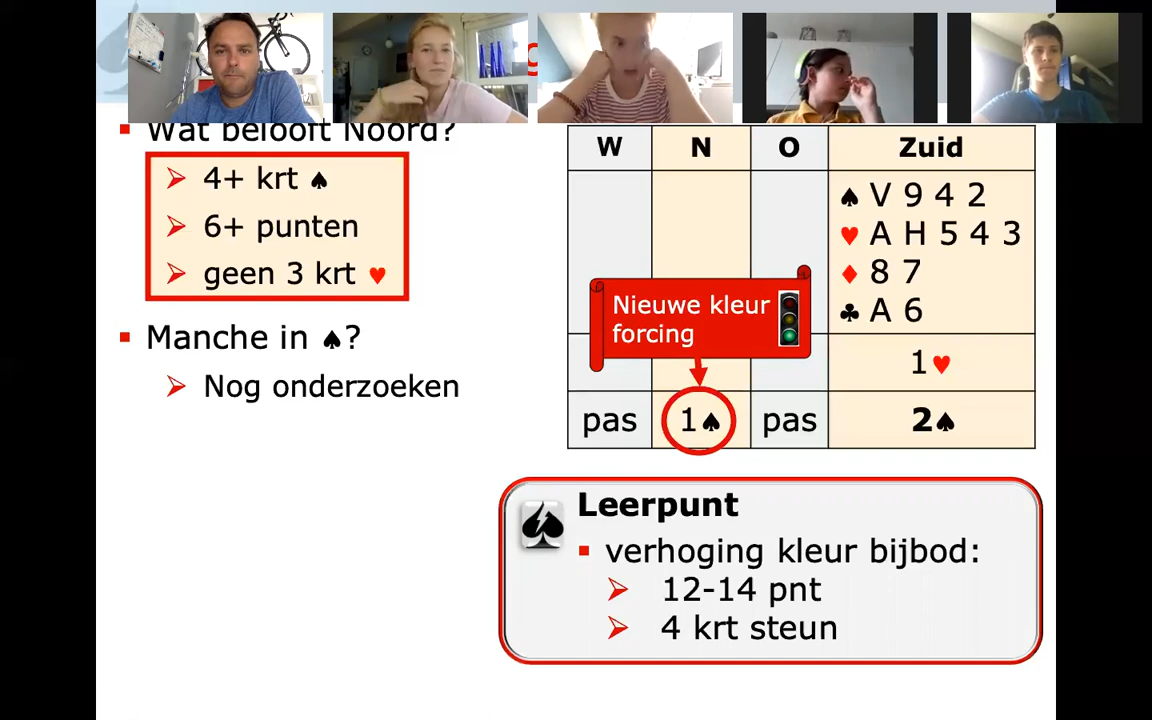 Wat belooft Noord?
4+ krt ♠
6+ punten
geen 3 krt ♥
Manche in ♠?
Nog onderzoeken
W N O Zuid
♠ V 9 4 2
♥ A H 5 4 3
♦ 8 7
♣ A 6
Nieuwe kleur
forcing
1♥
pas 1♠ pas 2♠
Leerpunt
verhoging kleur bijbod:
12-14 pnt
4 krt steun